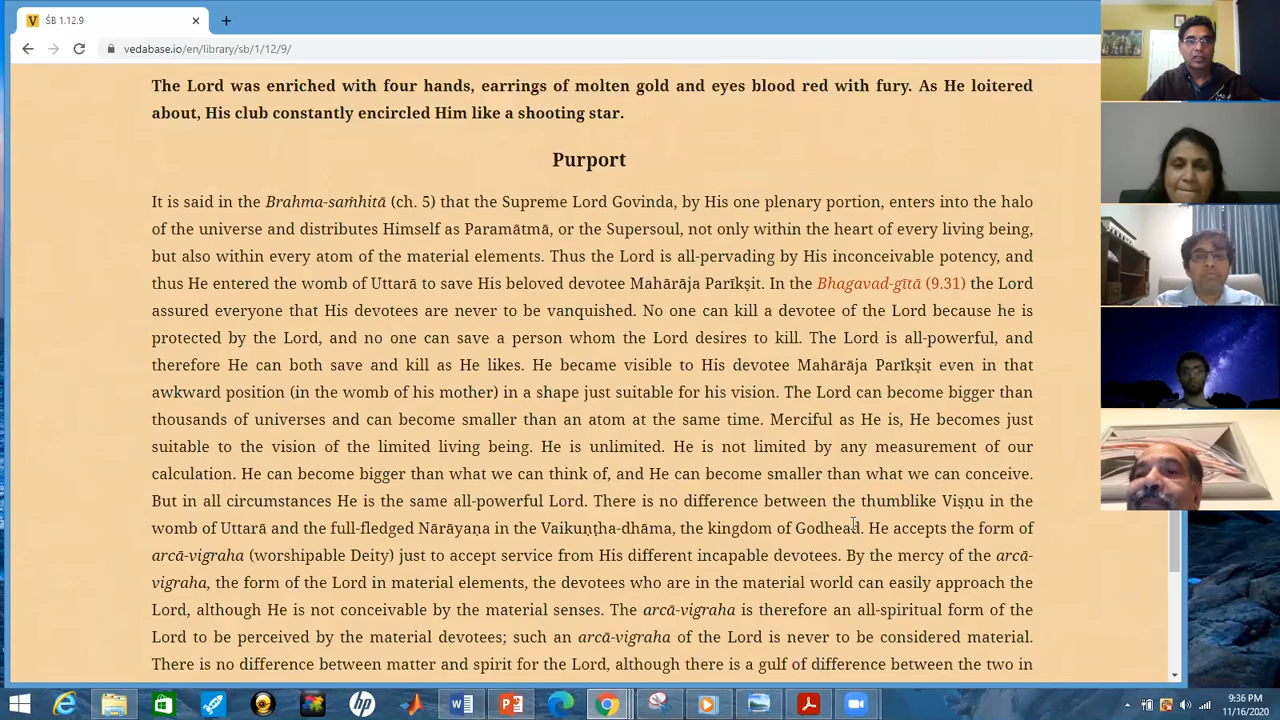 ŚB 1.12.9
vedabase.io/en/library/sb/1/12/9/
The Lord was enriched with four hands, earrings of molten gold and eyes blood red with fury. As He loitered
about, His club constantly encircled Him like a shooting star.
Purport
It is said in the Brahma-saṁhitā (ch. 5) that the Supreme Lord Govinda, by His one plenary portion, enters into the halo
of the universe and distributes Himself as Paramātmā, or the Supersoul, not only within the heart of every living being,
but also within every atom of the material elements. Thus the Lord is all-pervading by His inconceivable potency, and
thus He entered the womb of Uttarā to save His beloved devotee Mahārāja Parīkṣit. In the Bhagavad-gītā (9.31) the Lord
assured everyone that His devotees are never to be vanquished. No one can kill a devotee of the Lord because he is
protected by the Lord, and no one can save a person whom the Lord desires to kill. The Lord is all-powerful, and
therefore He can both save and kill as He likes. He became visible to His devotee Mahārāja Parīkṣit even in that
awkward position (in the womb of his mother) in a shape just suitable for his vision. The Lord can become bigger than
thousands of universes and can become smaller than an atom at the same time. Merciful as He is, He becomes just
suitable to the vision of the limited living being. He is unlimited. He is not limited by any measurement of our
calculation. He can become bigger than what we can think of, and He can become smaller than what we can conceive.
But in all circumstances He is the same all-powerful Lord. There is no difference between the thumblike Viṣṇu in the
womb of Uttarā and the full-fledged Nārāyaṇa in the Vaikuṇṭha-dhāma, the kingdom of Godhead. He accepts the form of
arcā-vigraha (worshipable Deity) just to accept service from His different incapable devotees. By the mercy of the arcā-
vigraha, the form of the Lord in material elements, the devotees who are in the material world can easily approach the
Lord, although He is not conceivable by the material senses. The arcā-vigraha is therefore an all-spiritual form of the
Lord to be perceived by the material devotees; such an arcā-vigraha of the Lord is never to be considered material.
There is no difference between matter and spirit for the Lord, although there is a gulf of difference between the two in
9:36 PM
11/16/2020